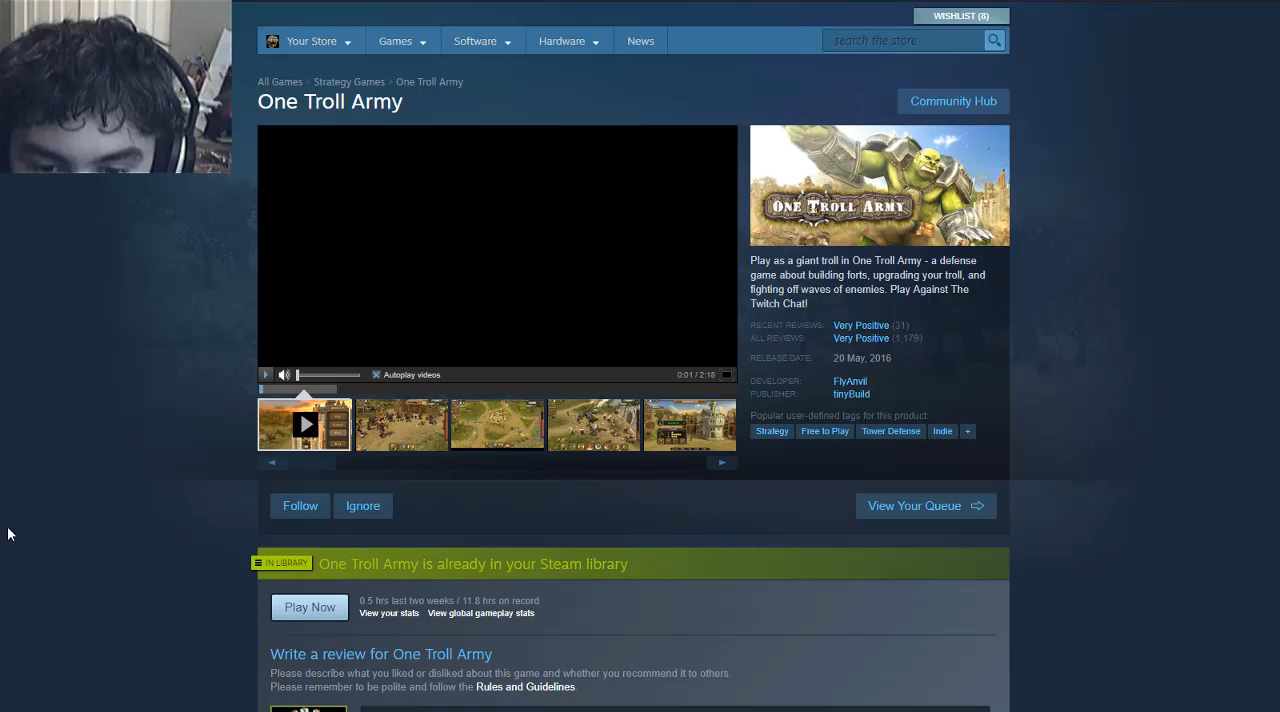 WISHLIST (8)
Your Store
Games
Software
Hardware
News
search the store
All Games > Strategy Games > One Troll Army
One Troll Army
Community Hub
ONE TROLL ARMY
Play as a giant troll in One Troll Army - a defense
game about building forts, upgrading your troll, and
fighting off waves of enemies. Play Against The
Twitch Chat!
RECENT REVIEWS: Very Positive (31)
ALL REVIEWS: Very Positive (1,179)
RELEASE DATE: 20 May, 2016
DEVELOPER: FlyAnvil
PUBLISHER: tinyBuild
Popular user-defined tags for this product:
Strategy Free to Play Tower Defense Indie +
Autoplay videos 0:01 / 2:18
Follow Ignore
View Your Queue
IN LIBRARY One Troll Army is already in your Steam library
Play Now
0.5 hrs last two weeks / 11.8 hrs on record
View your stats View global gameplay stats
Write a review for One Troll Army
Please describe what you liked or disliked about this game and whether you recommend it to others.
Please remember to be polite and follow the Rules and Guidelines.